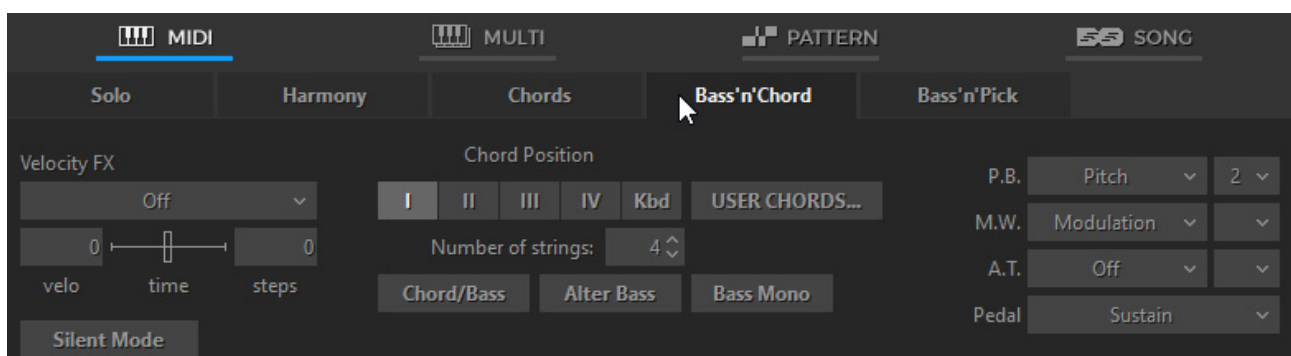 MIDI MULTI PATTERN SONG
Solo Harmony Chords Bass'n'Chord Bass'n'Pick
Velocity FX
Off
0 0
velo time steps
Silent Mode
Chord Position
I II III IV Kbd USER CHORDS...
Number of strings: 4
Chord/Bass Alter Bass Bass Mono
P.B. Pitch 2
M.W. Modulation
A.T. Off
Pedal Sustain